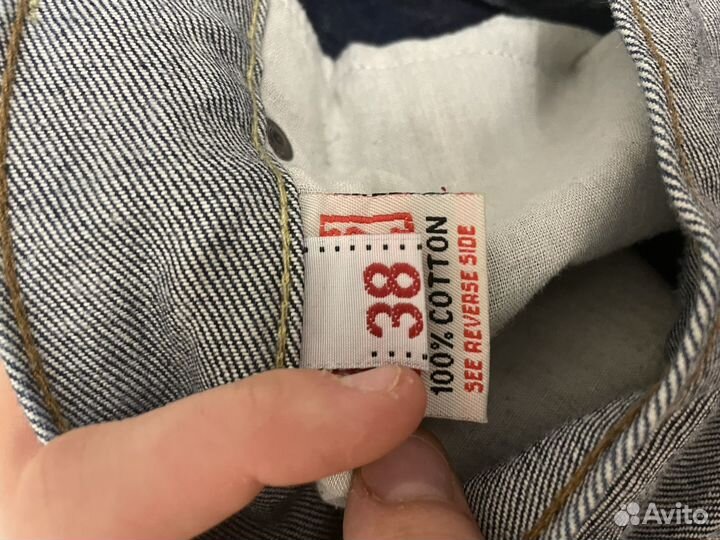 38
100% COTTON
SEE REVERSE SIDE
Avito